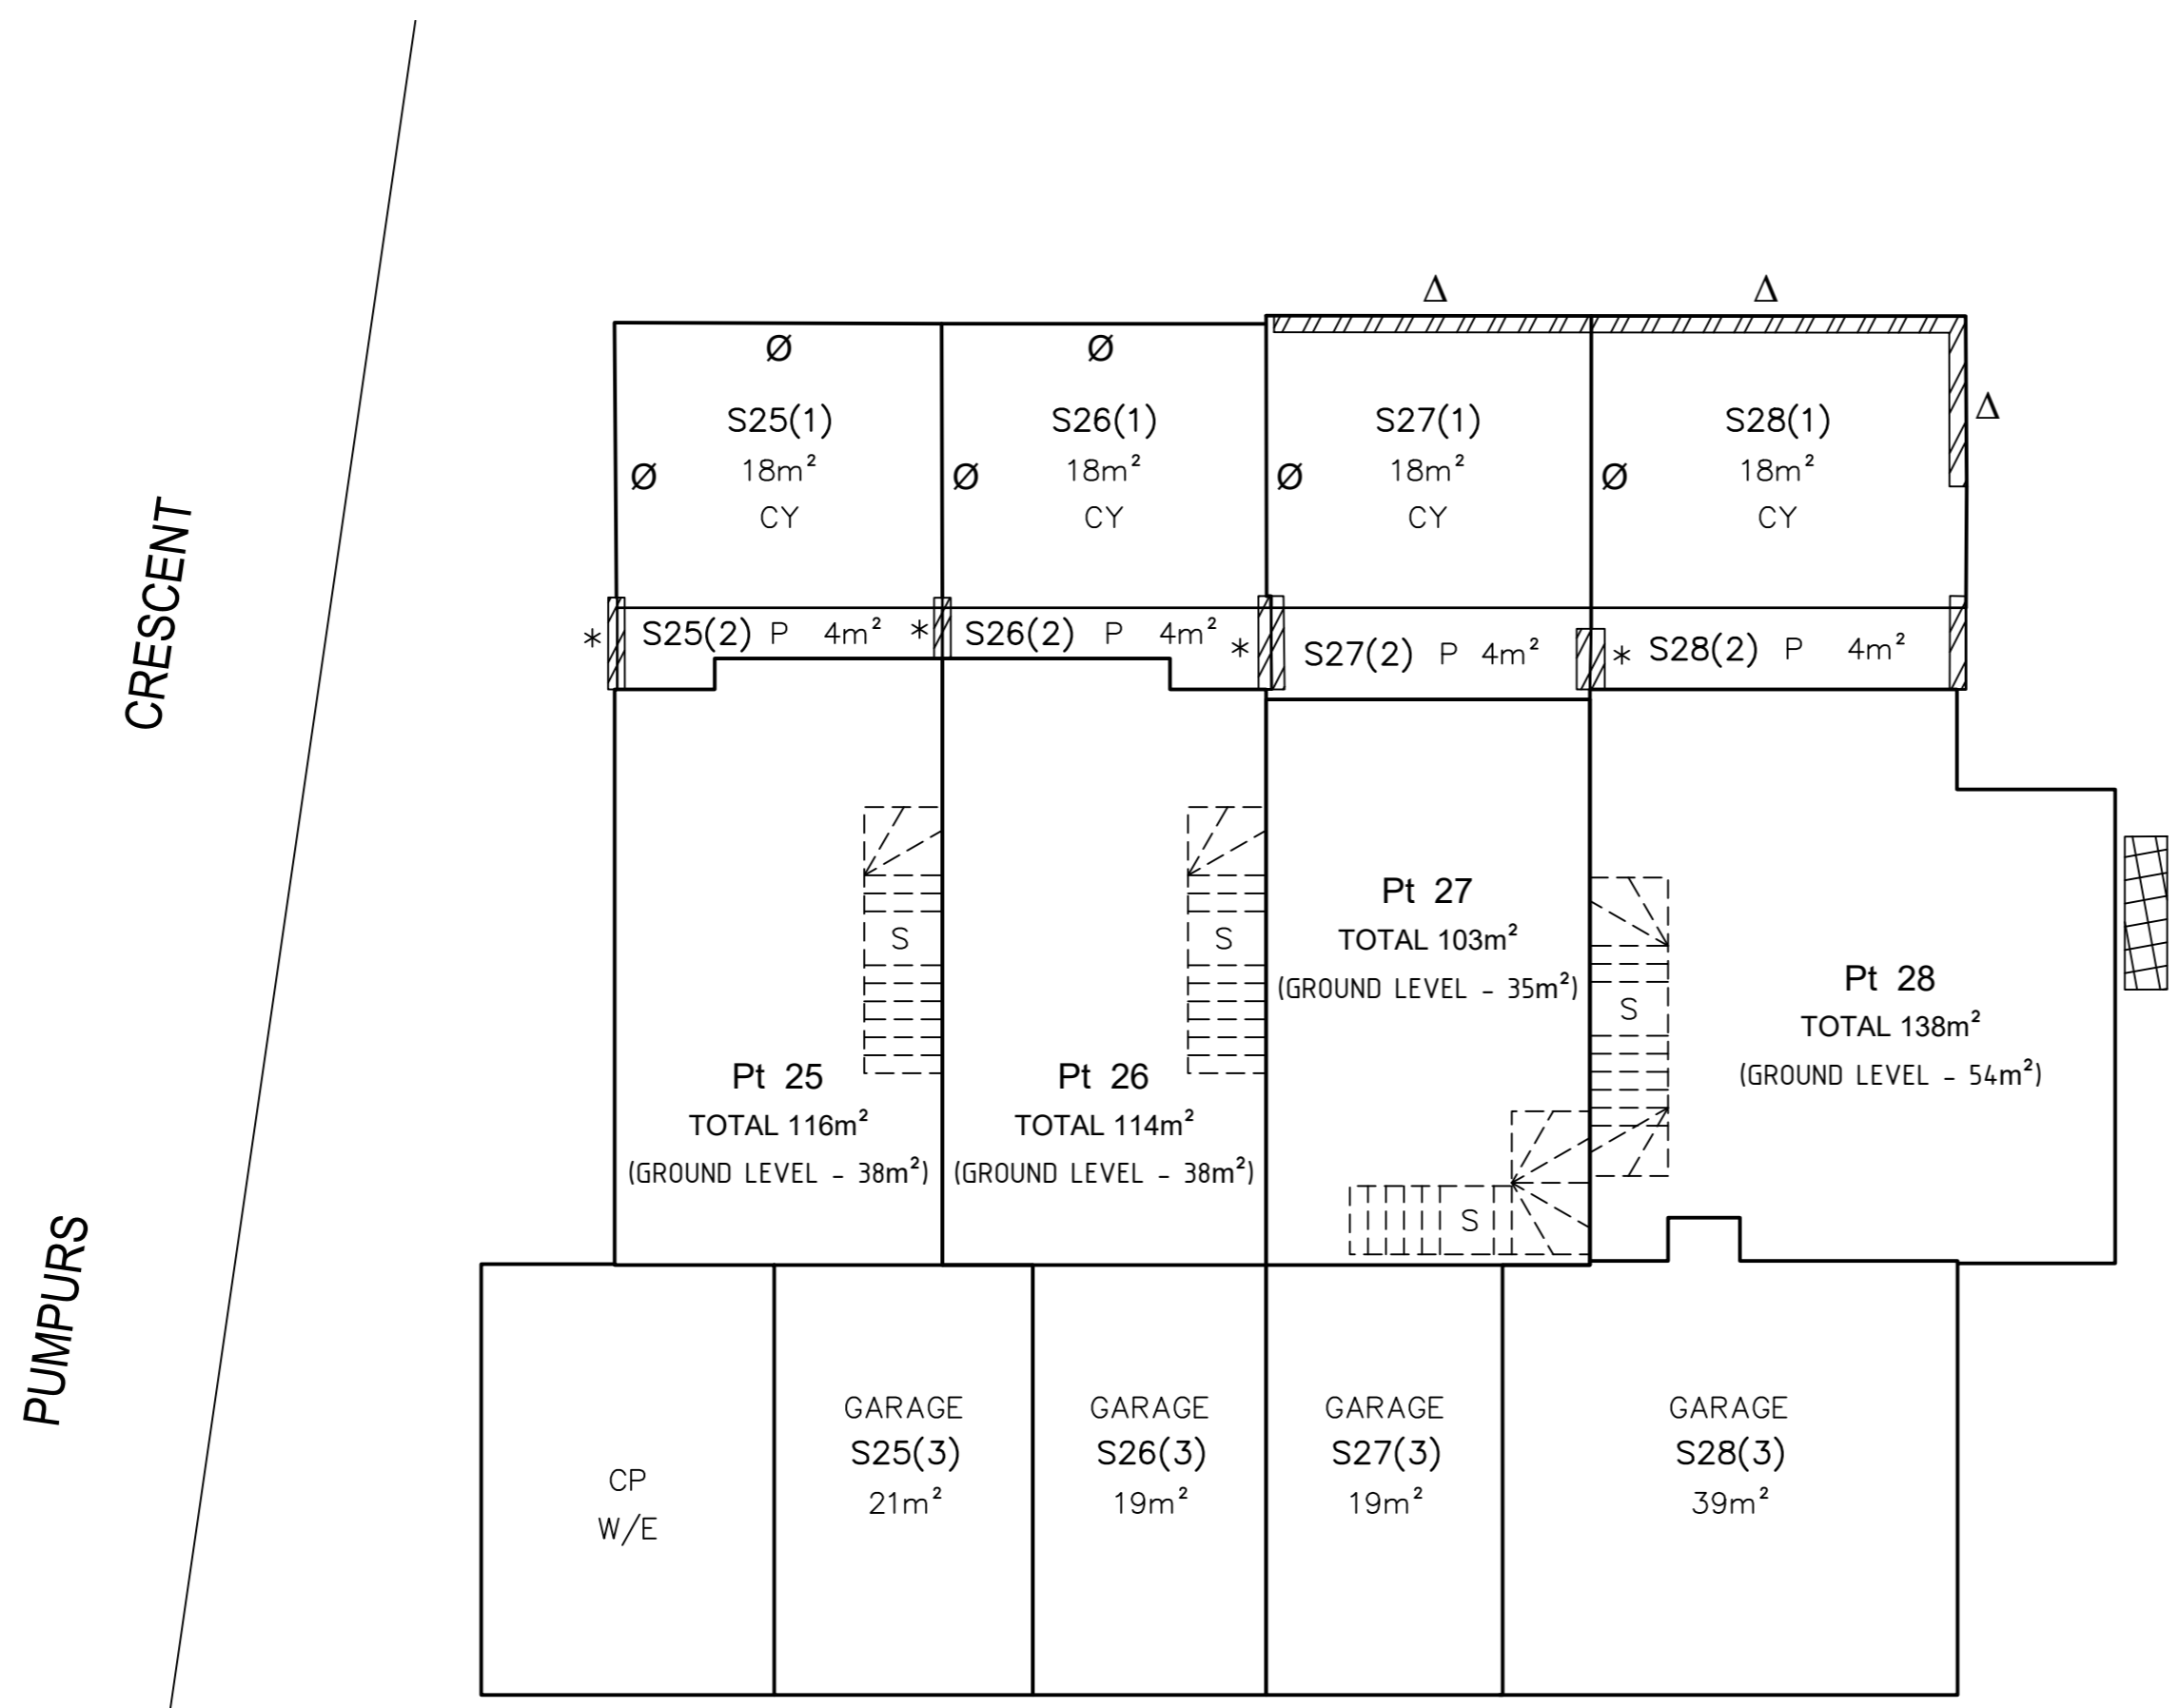 CRESCENT
PUMPURS
Δ
Δ
Δ
Ø
Ø
S25(1)
18m²
CY
Ø
S26(1)
18m²
CY
Ø
Ø
S27(1)
18m²
CY
Ø
S28(1)
18m²
CY
Ø
* S25(2) P 4m²
* S26(2) P 4m²
* S27(2) P 4m²
* S28(2) P 4m²
S
Pt 25
TOTAL 116m²
(GROUND LEVEL - 38m²)
S
Pt 26
TOTAL 114m²
(GROUND LEVEL - 38m²)
Pt 27
TOTAL 103m²
(GROUND LEVEL - 35m²)
S
S
Pt 28
TOTAL 138m²
(GROUND LEVEL - 54m²)
CP
W/E
GARAGE
S25(3)
21m²
GARAGE
S26(3)
19m²
GARAGE
S27(3)
19m²
GARAGE
S28(3)
39m²